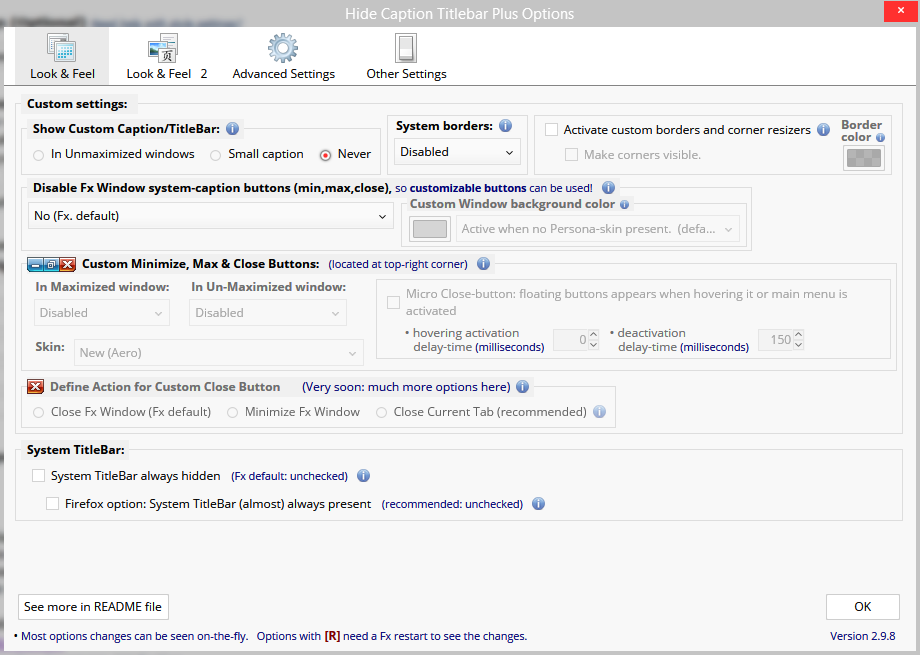 Hide Caption Titlebar Plus Options
Look & Feel
Look & Feel 2
Advanced Settings
Other Settings
Custom settings:
Show Custom Caption/TitleBar:
In Unmaximized windows
Small caption
Never
System borders:
Disabled
Activate custom borders and corner resizers
Make corners visible.
Border
color
Disable Fx Window system-caption buttons (min,max,close), so customizable buttons can be used!
No (Fx. default)
Custom Window background color
Active when no Persona-skin present. (defa...
Custom Minimize, Max & Close Buttons: (located at top-right corner)
In Maximized window:
Disabled
In Un-Maximized window:
Disabled
Skin:
New (Aero)
Micro Close-button: floating buttons appears when hovering it or main menu is
activated
• hovering activation
delay-time (milliseconds)
0
• deactivation
delay-time (milliseconds)
150
Define Action for Custom Close Button (Very soon: much more options here)
Close Fx Window (Fx default)
Minimize Fx Window
Close Current Tab (recommended)
System TitleBar:
System TitleBar always hidden (Fx default: unchecked)
Firefox option: System TitleBar (almost) always present (recommended: unchecked)
See more in README file
OK
• Most options changes can be seen on-the-fly. Options with [R] need a Fx restart to see the changes.
Version 2.9.8